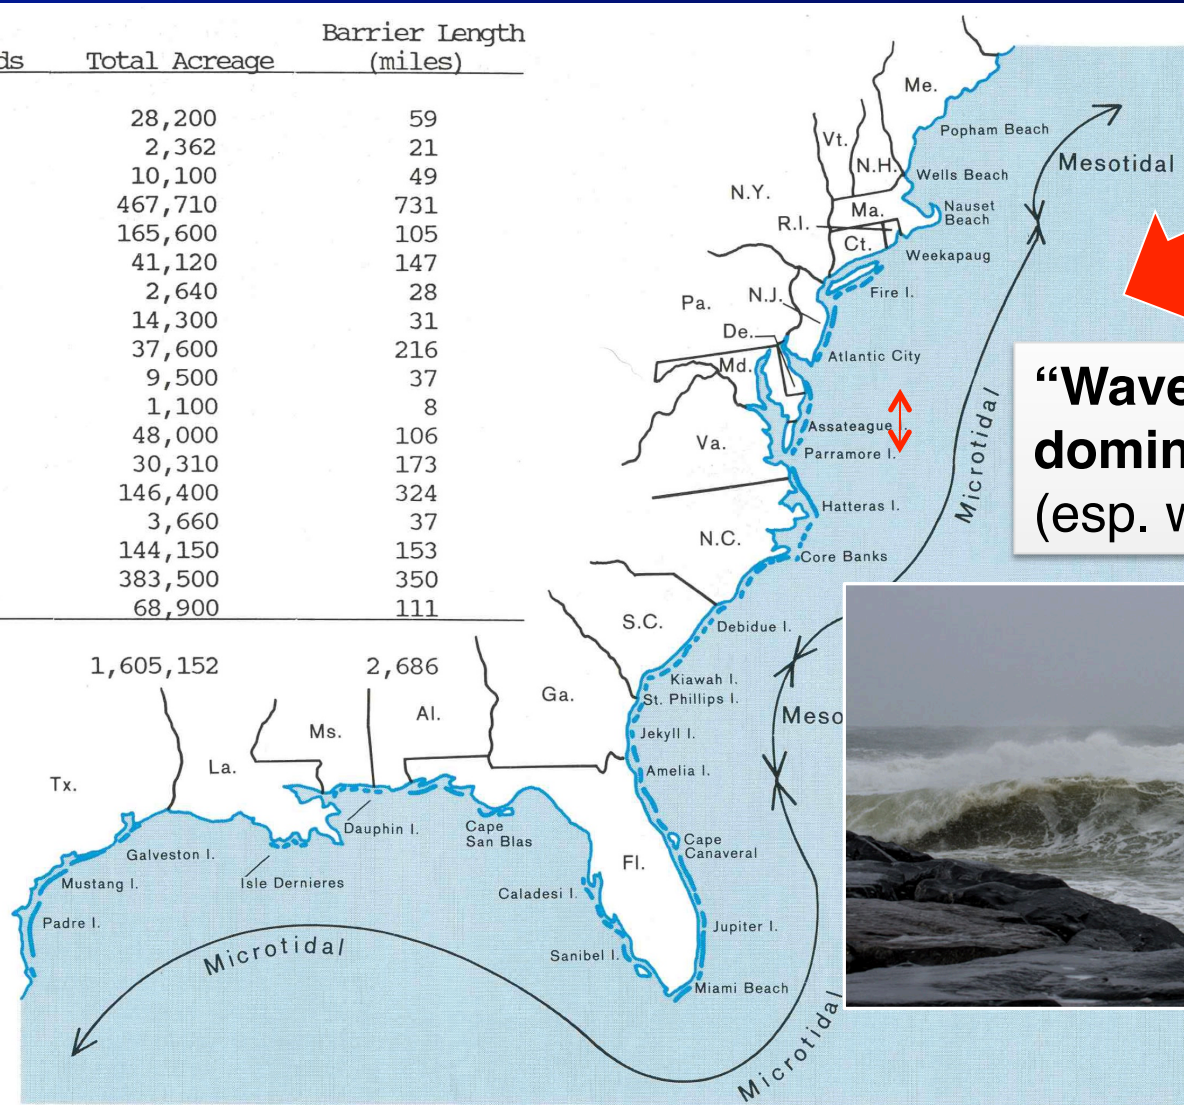 Barrier Length
ds Total Acreage (miles)
28,200 59
2,362 21
10,100 49
467,710 731
165,600 105
41,120 147
2,640 28
14,300 31
37,600 216
9,500 37
1,100 8
48,000 106
30,310 173
146,400 324
3,660 37
144,150 153
383,500 350
68,900 111
1,605,152 2,686
Me.
Popham Beach
Vt.
N.H.
Wells Beach
Mesotidal
N.Y.
Ma.
Nauset
Beach
R.I.
Ct.
Weekapaug
Pa.
N.J.
Fire I.
De.
Atlantic City
Md.
Assateague
Va.
Parramore I.
Microtidal
“Wave
domin
(esp. w
Hatteras I.
N.C.
Core Banks
S.C.
Debidue I.
Kiawah I.
St. Phillips I.
Meso
Ga.
Jekyll I.
Amelia I.
Al.
Ms.
La.
Tx.
Dauphin I.
Cape
San Blas
Cape
Canaveral
Galveston I.
Fl.
Mustang I.
Isle Dernieres
Caladesi I.
Padre I.
Jupiter I.
Microtidal
Sanibel I.
Miami Beach
Microtidal